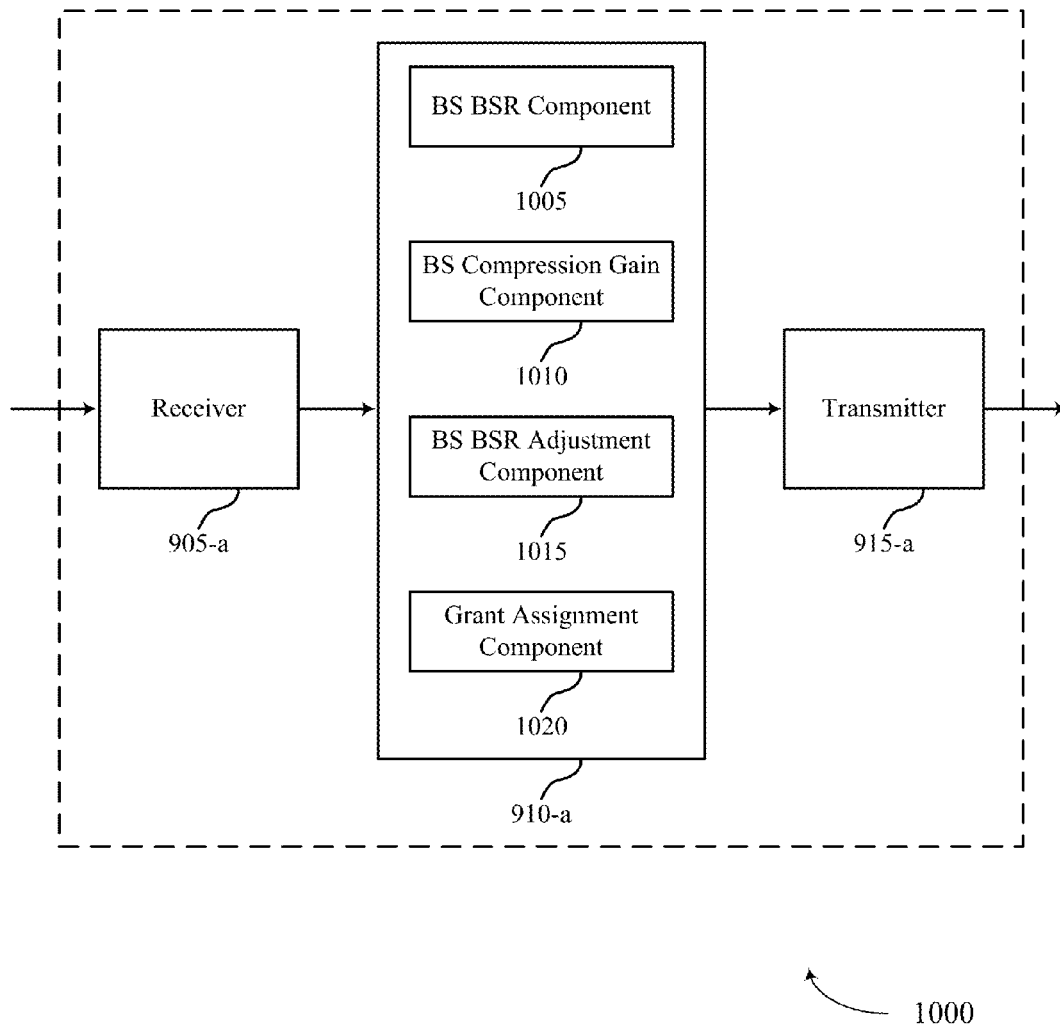 BS BSR Component
1005
BS Compression Gain
Component
1010
Receiver
905-a
BS BSR Adjustment
Component
1015
Transmitter
915-a
Grant Assignment
Component
1020
910-a
1000